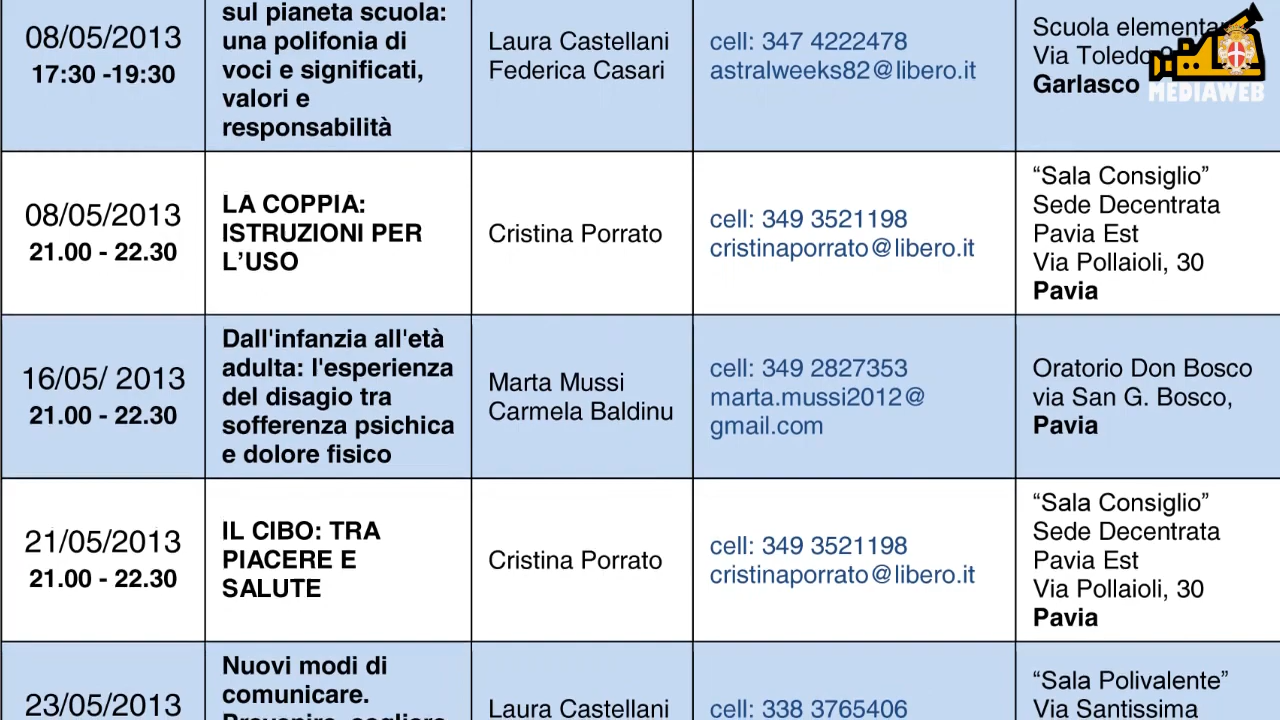 08/05/2013
17:30 -19:30
sul pianeta scuola:
una polifonia di
voci e significati,
valori e
responsabilità
Laura Castellani
Federica Casari
cell: 347 4222478
astralweeks82@libero.it
Scuola
Via Toledo
Garlasco
MEDIAWEB
08/05/2013
21.00 - 22.30
LA COPPIA:
ISTRUZIONI PER
L’USO
Cristina Porrato
cell: 349 3521198
cristinaporrato@libero.it
“Sala Consiglio”
Sede Decentrata
Pavia Est
Via Pollaioli, 30
Pavia
16/05/ 2013
21.00 - 22.30
Dall'infanzia all'età
adulta: l'esperienza
del disagio tra
sofferenza psichica
e dolore fisico
Marta Mussi
Carmela Baldinu
cell: 349 2827353
marta.mussi2012@
gmail.com
Oratorio Don Bosco
via San G. Bosco,
Pavia
21/05/2013
21.00 - 22.30
IL CIBO: TRA
PIACERE E
SALUTE
Cristina Porrato
cell: 349 3521198
cristinaporrato@libero.it
“Sala Consiglio”
Sede Decentrata
Pavia Est
Via Pollaioli, 30
Pavia
23/05/2013
Nuovi modi di
comunicare.
Laura Castellani
cell: 338 3765406
“Sala Polivalente”
Via Santissima